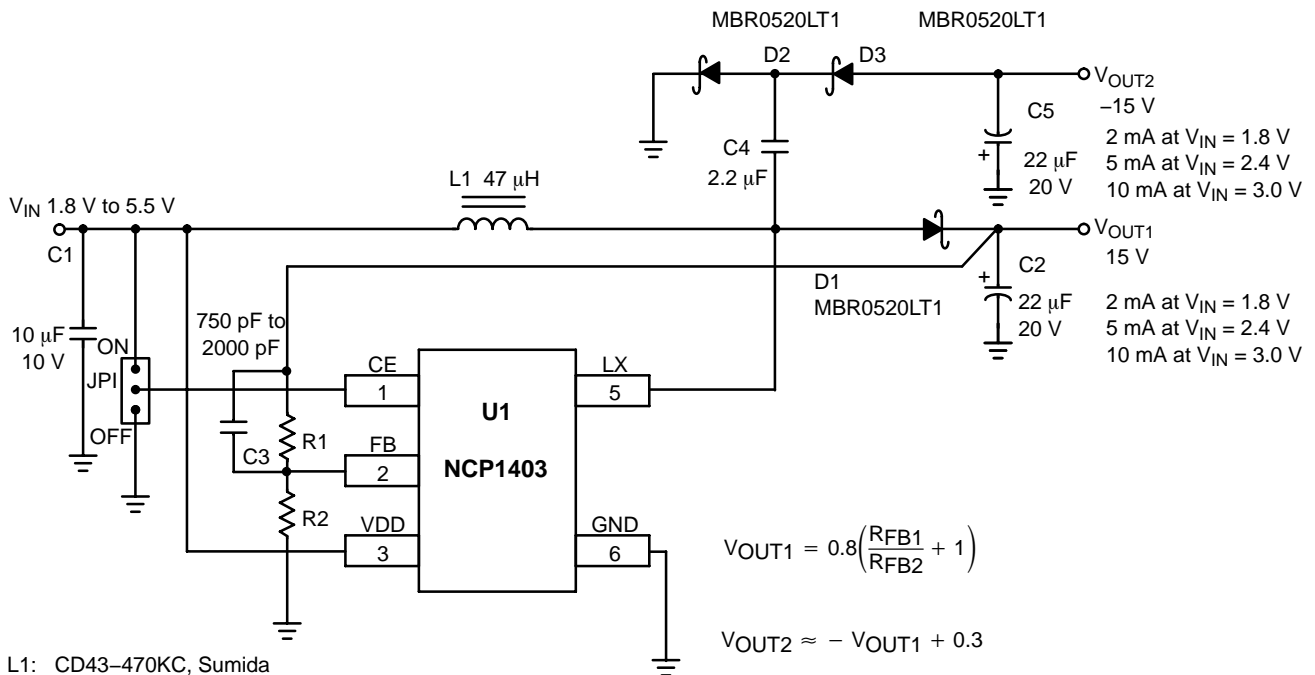 MBR0520LT1 MBR0520LT1
D2 D3
VOUT2
–15 V
C5
22 μF
20 V
+
2 mA at VIN = 1.8 V
5 mA at VIN = 2.4 V
10 mA at VIN = 3.0 V
C4
2.2 μF
L1 47 μH
VIN 1.8 V to 5.5 V
C1
10 μF
10 V
ON
JPI
OFF
VOUT1
15 V
D1
MBR0520LT1
C2
22 μF
20 V
+
2 mA at VIN = 1.8 V
5 mA at VIN = 2.4 V
10 mA at VIN = 3.0 V
750 pF to
2000 pF
C3
R1
R2
CE
1
FB
2
VDD
3
U1
NCP1403
LX
5
GND
6
VOUT1 = 0.8(RFB1/RFB2 + 1)
VOUT2 ≈ − VOUT1 + 0.3
L1: CD43–470KC, Sumida